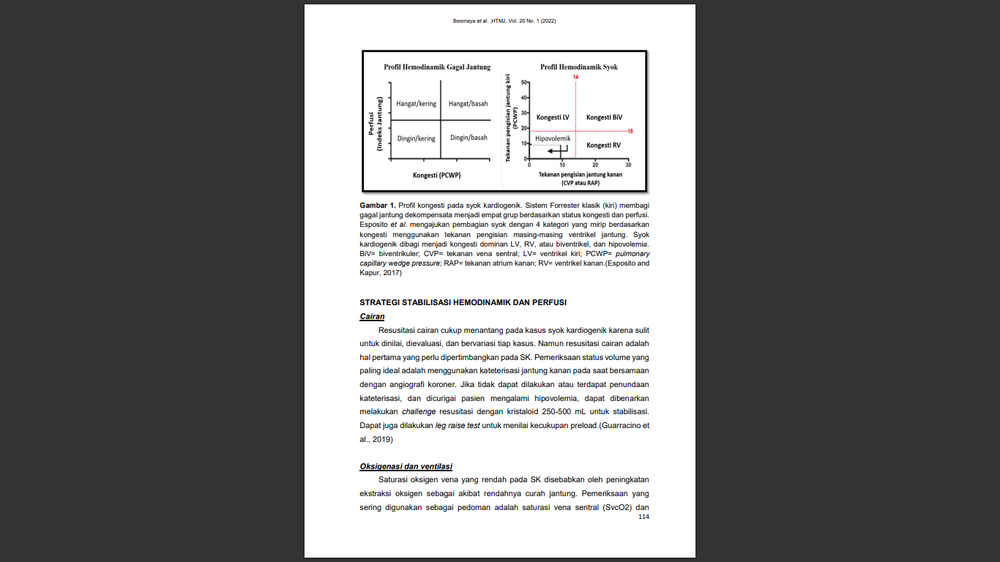 Besmaya et al. ,HTMJ, Vol. 20 No. 1 (2022)
Profil Hemodinamik Gagal Jantung
Perfusi
(Indeks Jantung)
Hangat/kering
Hangat/basah
Dingin/kering
Dingin/basah
Kongesti (PCWP)
Profil Hemodinamik Syok
14
Tekanan pengisian jantung kiri
(PCWP)
50
40
30
20
10
0
Kongesti LV
Kongesti BiV
18
Hipovolemik
Kongesti RV
0
10
20
30
Tekanan pengisian jantung kanan
(CVP atau RAP)
Gambar 1. Profil kongesti pada syok kardiogenik. Sistem Forrester klasik (kiri) membagi
gagal jantung dekompensata menjadi empat grup berdasarkan status kongesti dan perfusi.
Esposito et al. mengajukan pembagian syok dengan 4 kategori yang mirip berdasarkan
kongesti menggunakan tekanan pengisian masing-masing ventrikel jantung. Syok
kardiogenik dibagi menjadi kongesti dominan LV, RV, atau biventrikel, dan hipovolemia.
BiV= biventrikuler; CVP= tekanan vena sentral; LV= ventrikel kiri; PCWP= pulmonary
capillary wedge pressure; RAP= tekanan atrium kanan; RV= ventrikel kanan.(Esposito and
Kapur, 2017)
STRATEGI STABILISASI HEMODINAMIK DAN PERFUSI
Cairan
Resusitasi cairan cukup menantang pada kasus syok kardiogenik karena sulit
untuk dinilai, dievaluasi, dan bervariasi tiap kasus. Namun resusitasi cairan adalah
hal pertama yang perlu dipertimbangkan pada SK. Pemeriksaan status volume yang
paling ideal adalah menggunakan kateterisasi jantung kanan pada saat bersamaan
dengan angiografi koroner. Jika tidak dapat dilakukan atau terdapat penundaan
kateterisasi, dan dicurigai pasien mengalami hipovolemia, dapat dibenarkan
melakukan challenge resusitasi dengan kristaloid 250-500 mL untuk stabilisasi.
Dapat juga dilakukan leg raise test untuk menilai kecukupan preload.(Guarracino et
al., 2019)
Oksigenasi dan ventilasi
Saturasi oksigen vena yang rendah pada SK disebabkan oleh peningkatan
ekstraksi oksigen sebagai akibat rendahnya curah jantung. Pemeriksaan yang
sering digunakan sebagai pedoman adalah saturasi vena sentral (SvcO2) dan
114